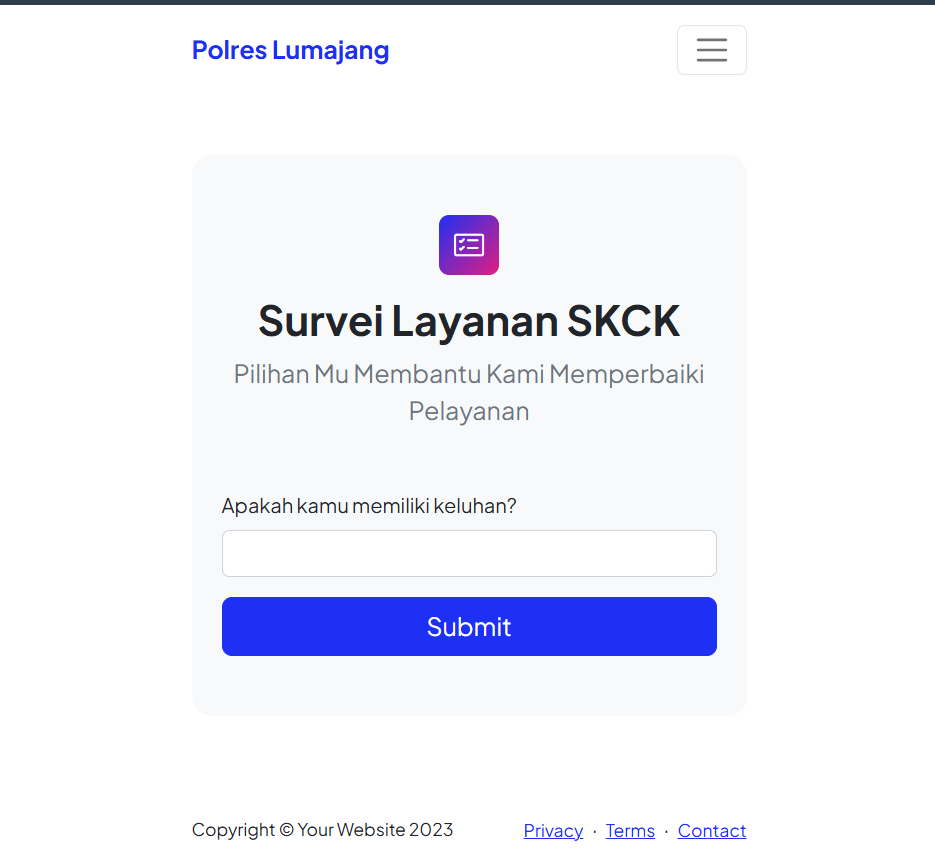 Polres Lumajang
Survei Layanan SKCK
Pilihan Mu Membantu Kami Memperbaiki
Pelayanan
Apakah kamu memiliki keluhan?
Submit
Copyright © Your Website 2023
Privacy · Terms · Contact